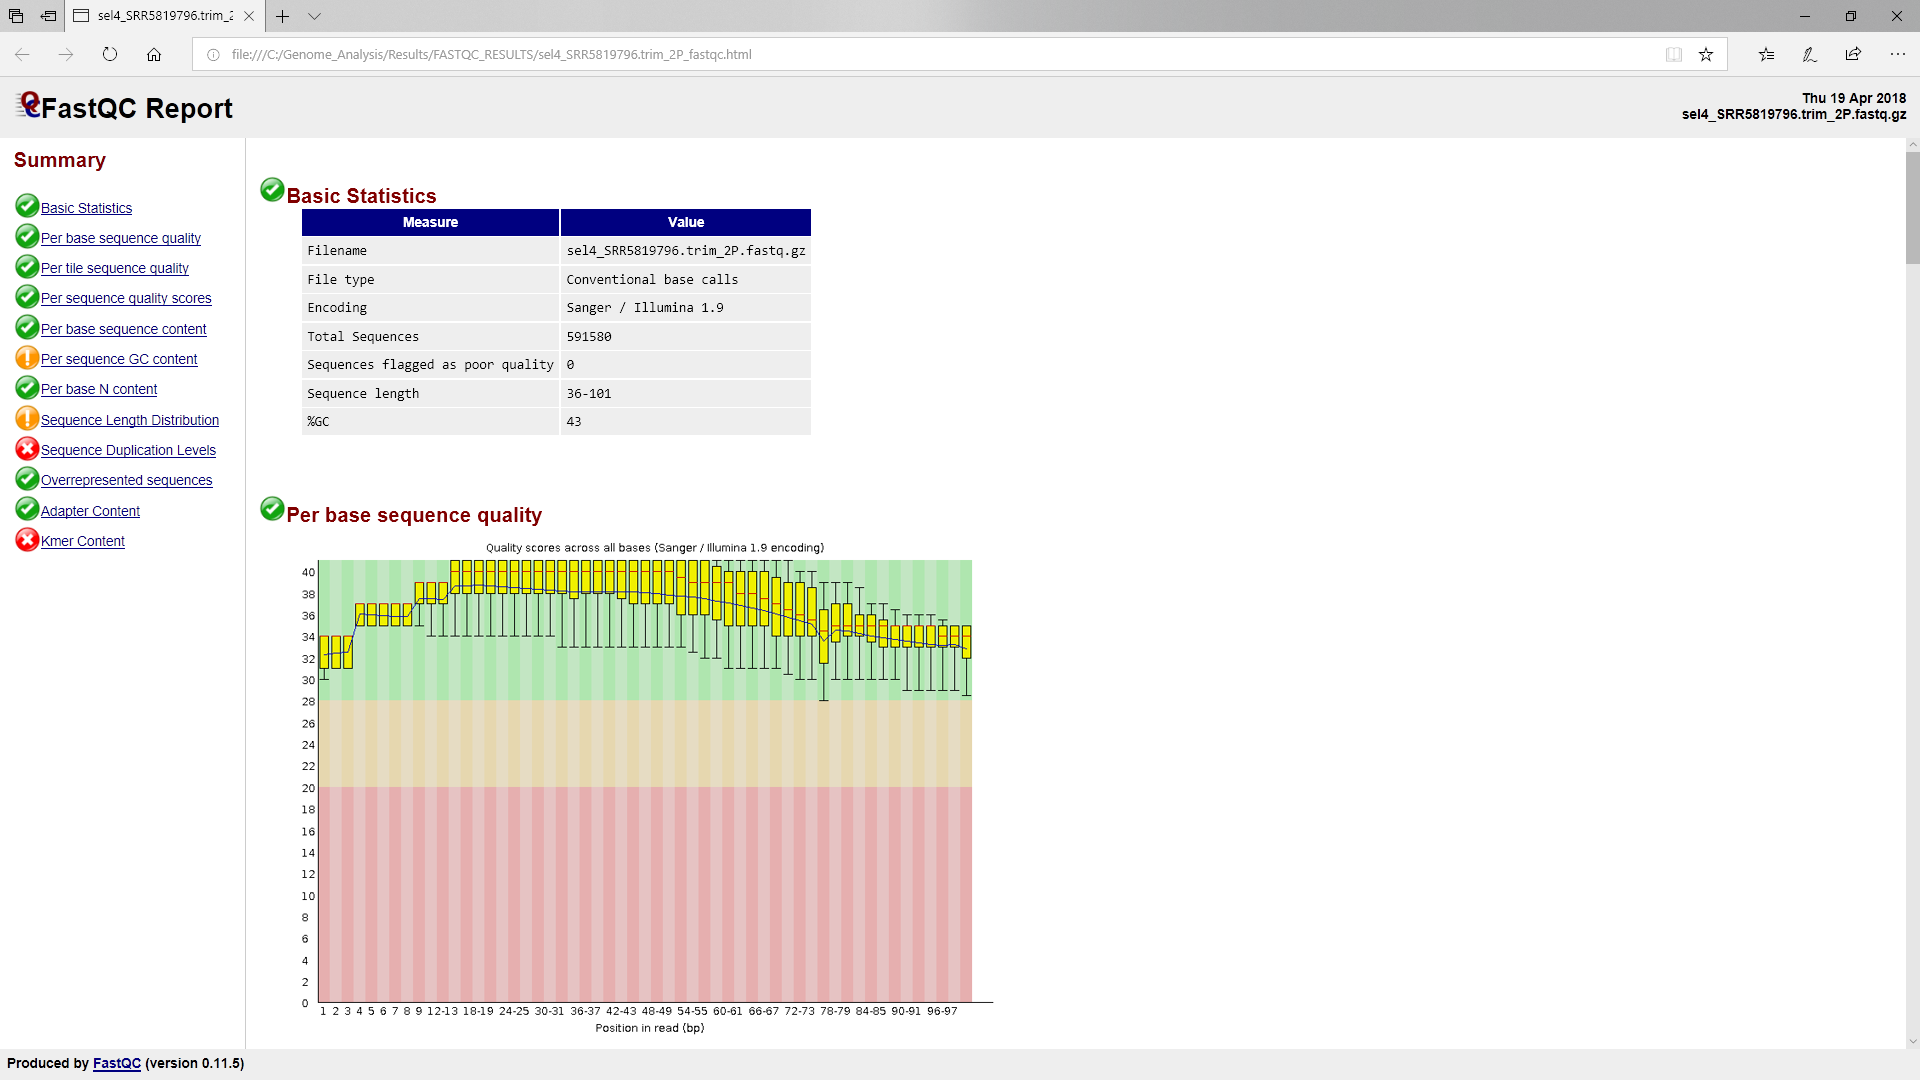 sel4_SRR5819796.trim_2
file:///C:/Genome_Analysis/Results/FASTQC_RESULTS/sel4_SRR5819796.trim_2P_fastqc.html
FastQC Report
Thu 19 Apr 2018
sel4_SRR5819796.trim_2P.fastq.gz
Summary
Basic Statistics
Per base sequence quality
Per tile sequence quality
Per sequence quality scores
Per base sequence content
Per sequence GC content
Per base N content
Sequence Length Distribution
Sequence Duplication Levels
Overrepresented sequences
Adapter Content
Kmer Content
Basic Statistics
Measure Value
Filename sel4_SRR5819796.trim_2P.fastq.gz
File type Conventional base calls
Encoding Sanger / Illumina 1.9
Total Sequences 591580
Sequences flagged as poor quality 0
Sequence length 36-101
%GC 43
Per base sequence quality
Quality scores across all bases (Sanger / Illumina 1.9 encoding)
40
38
36
34
32
30
28
26
24
22
20
18
16
14
12
10
8
6
4
2
0
1 2 3 4 5 6 7 8 9 12-13 18-19 24-25 30-31 36-37 42-43 48-49 54-55 60-61 66-67 72-73 78-79 84-85 90-91 96-97
Position in read (bp)
Produced by FastQC (version 0.11.5)